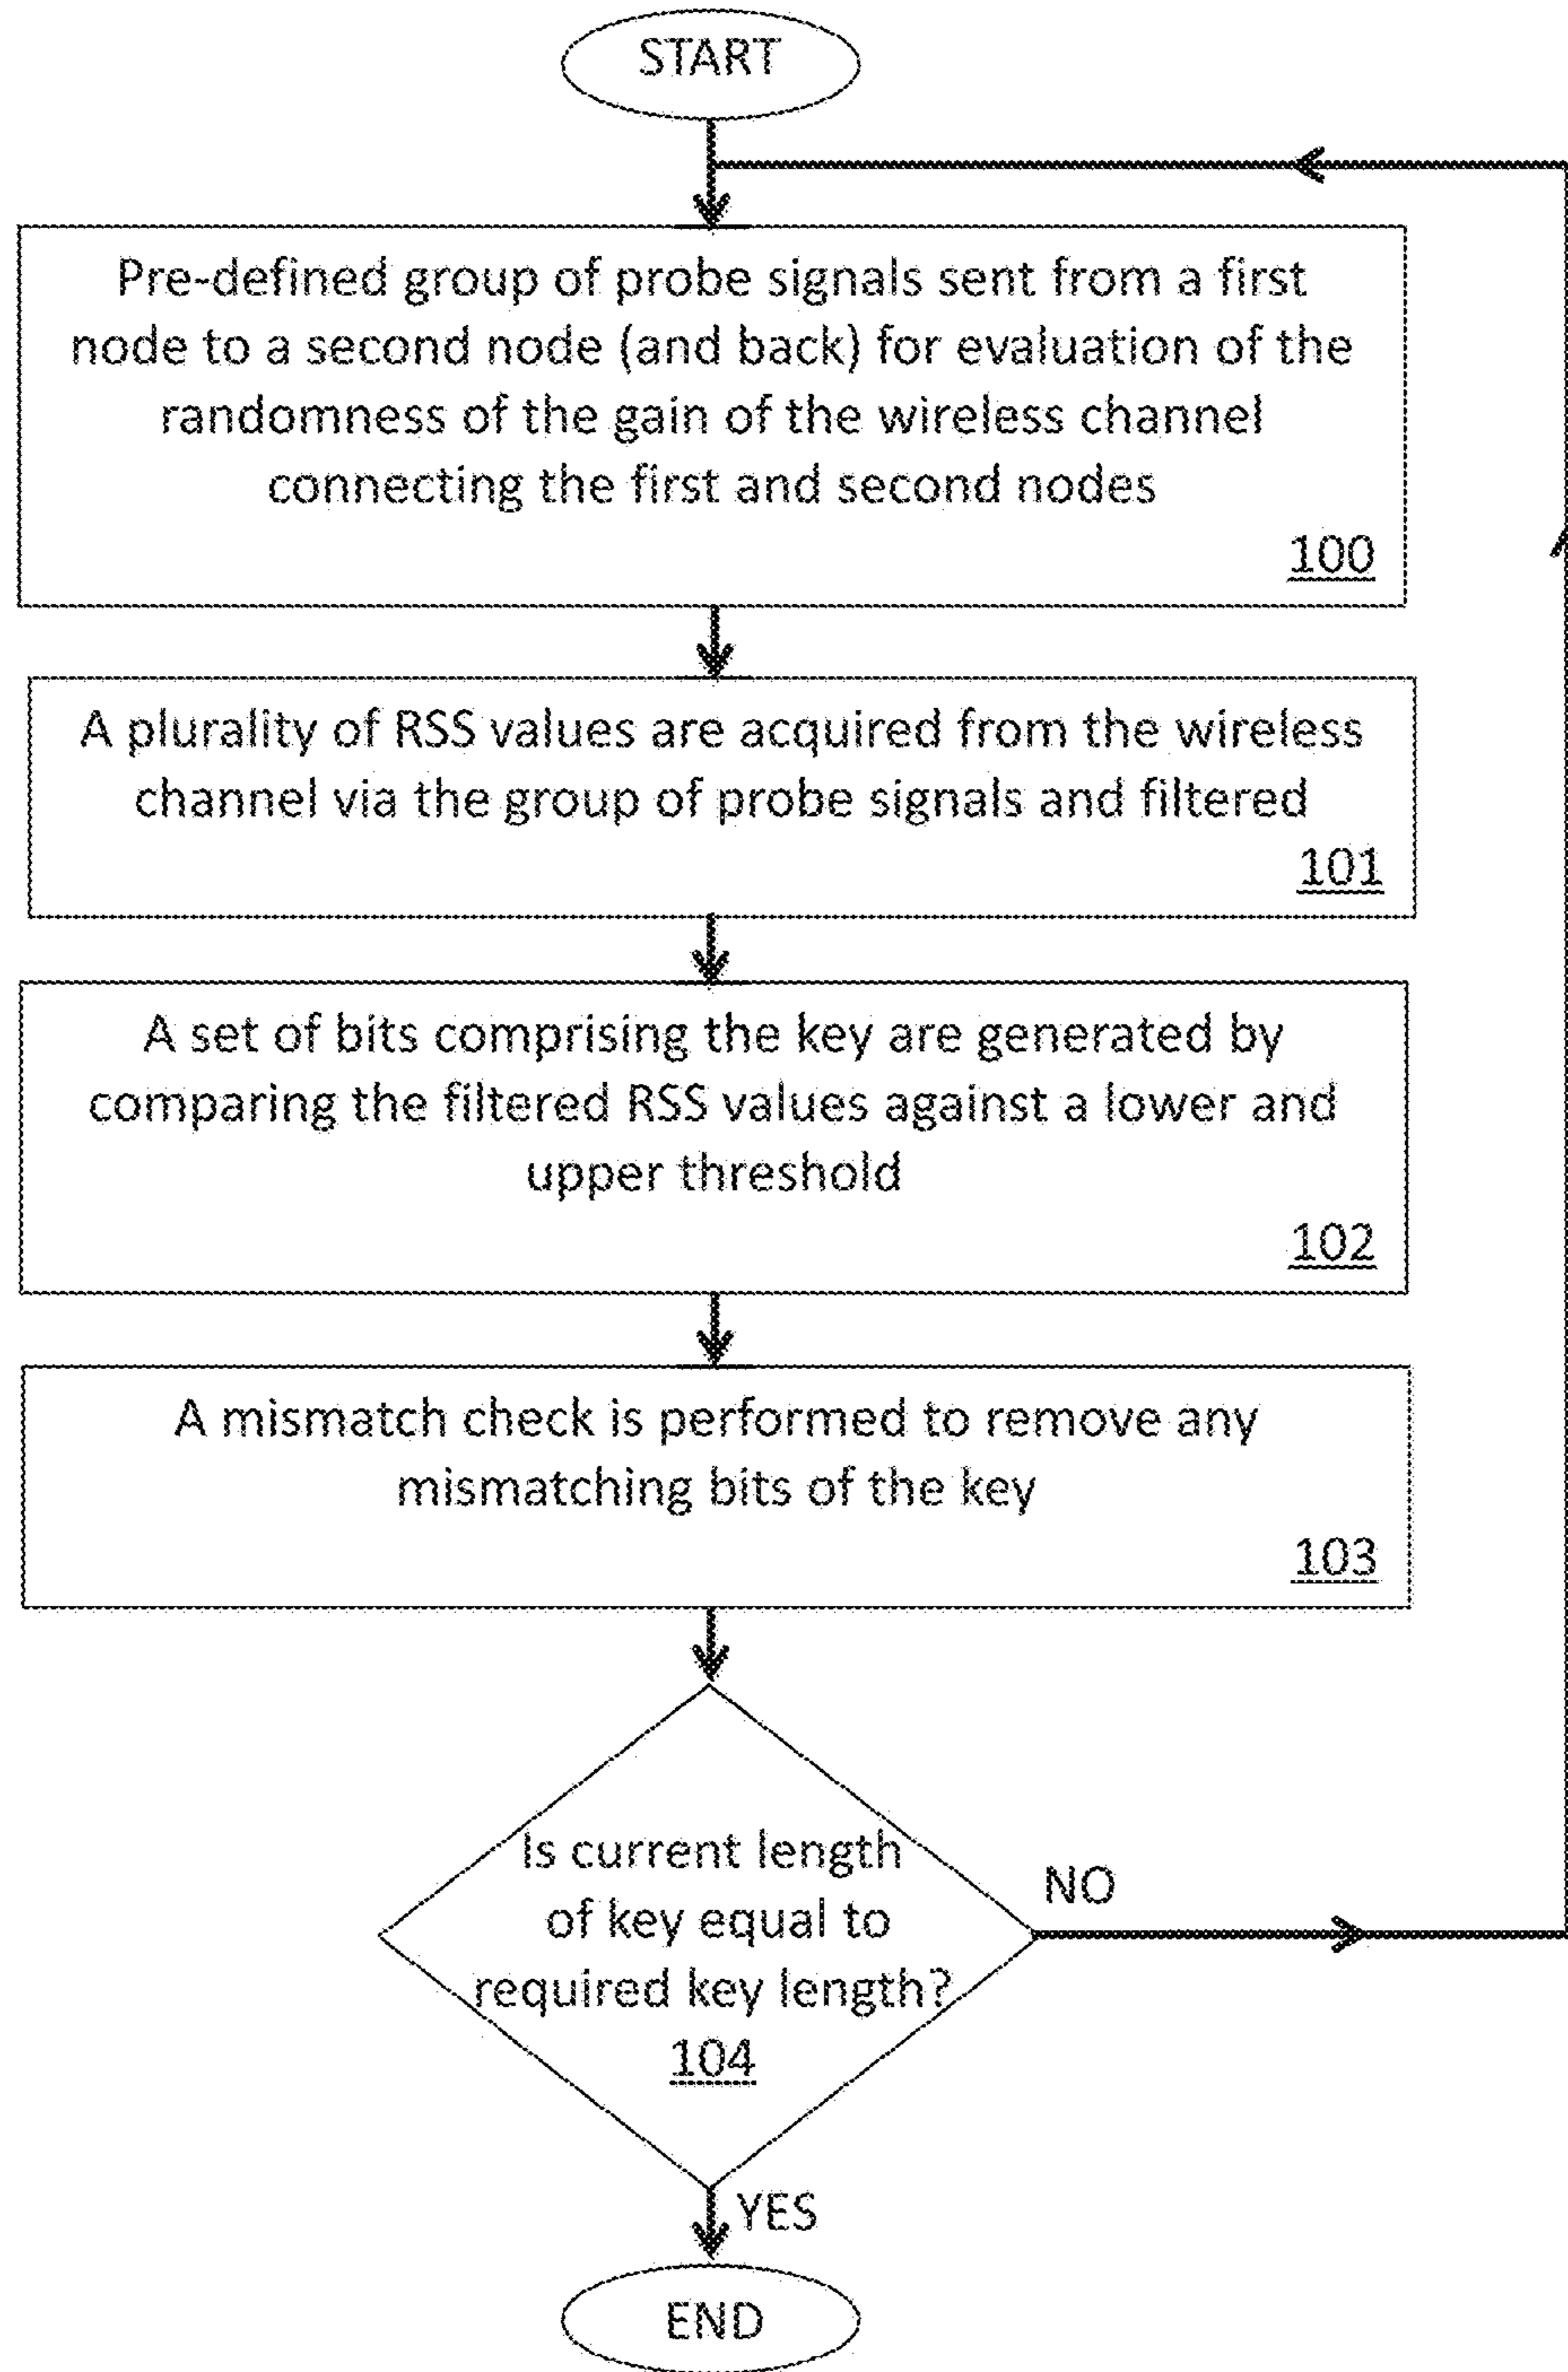 START
Pre-defined group of probe signals sent from a first
node to a second node (and back) for evaluation of the
randomness of the gain of the wireless channel
connecting the first and second nodes
100
A plurality of RSS values are acquired from the wireless
channel via the group of probe signals and filtered
101
A set of bits comprising the key are generated by
comparing the filtered RSS values against a lower and
upper threshold
102
A mismatch check is performed to remove any
mismatching bits of the key
103
Is current length
of key equal to
required key length?
104
NO
YES
END